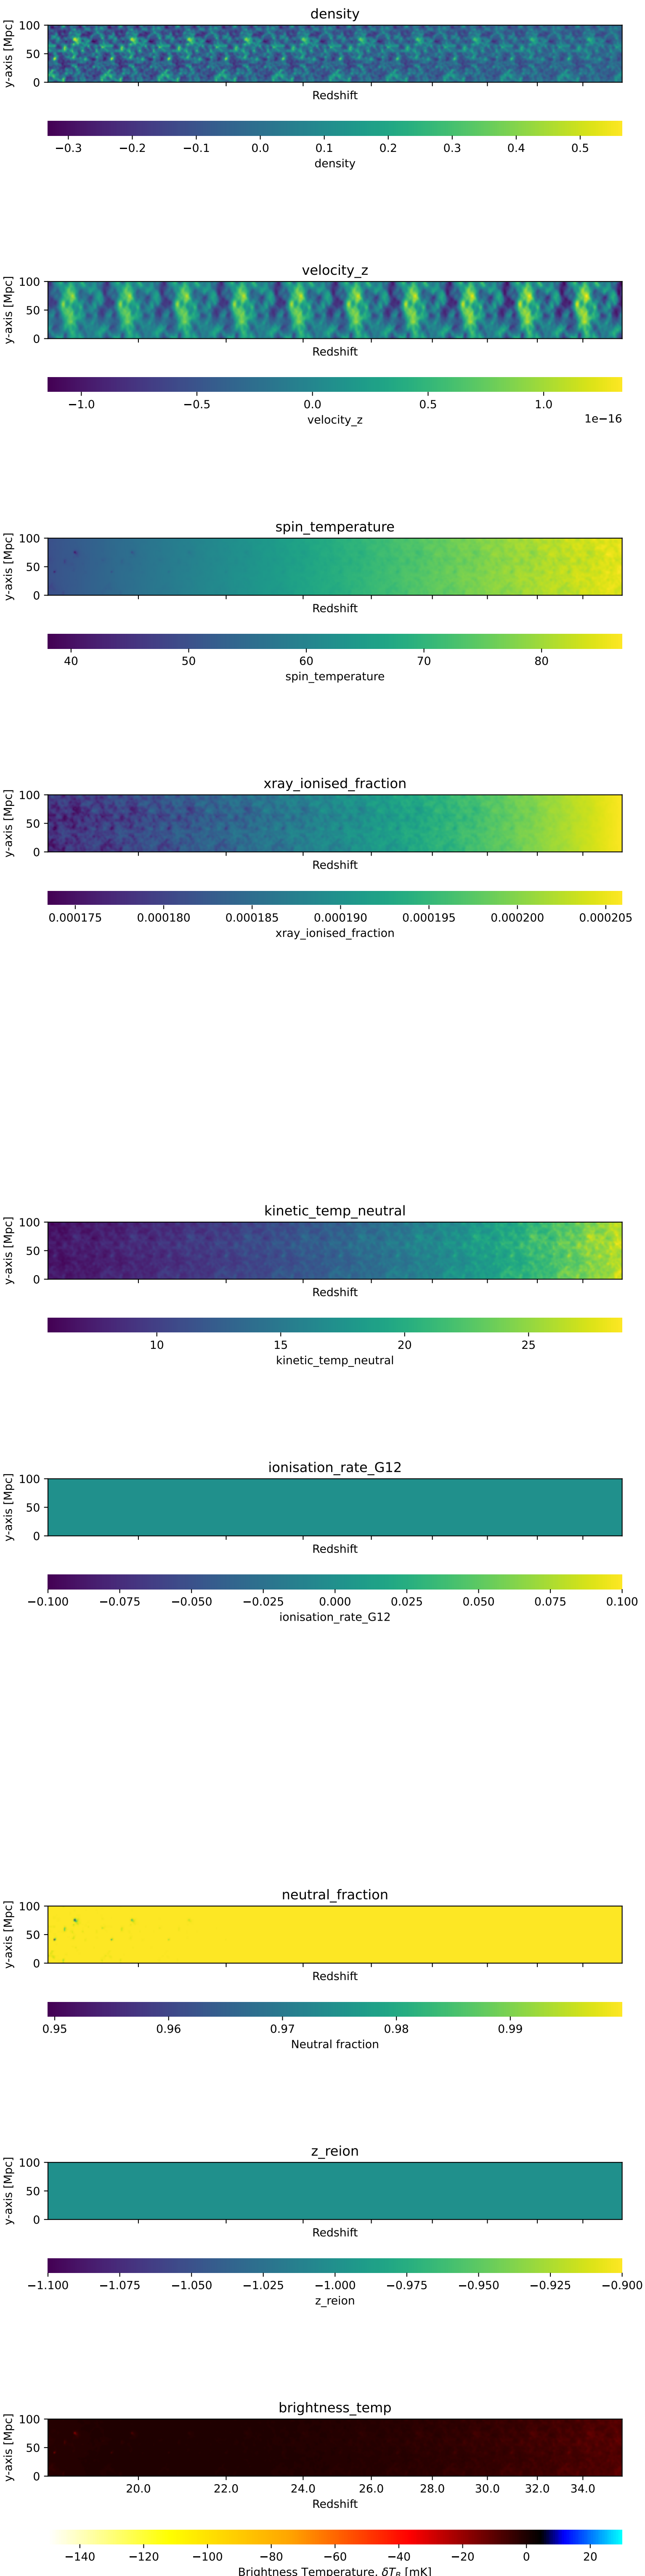 density
y-axis [Mpc]
100
50
0
Redshift
−0.3 −0.2 −0.1 0.0 0.1 0.2 0.3 0.4 0.5
density
velocity_z
y-axis [Mpc]
100
50
0
Redshift
−1.0 −0.5 0.0 0.5 1.0
1e−16
velocity_z
spin_temperature
y-axis [Mpc]
100
50
0
Redshift
40 50 60 70 80
spin_temperature
xray_ionised_fraction
y-axis [Mpc]
100
50
0
Redshift
0.000175 0.000180 0.000185 0.000190 0.000195 0.000200 0.000205
xray_ionised_fraction
kinetic_temp_neutral
y-axis [Mpc]
100
50
0
Redshift
10 15 20 25
kinetic_temp_neutral
ionisation_rate_G12
y-axis [Mpc]
100
50
0
Redshift
−0.100 −0.075 −0.050 −0.025 0.000 0.025 0.050 0.075 0.100
ionisation_rate_G12
neutral_fraction
y-axis [Mpc]
100
50
0
Redshift
0.95 0.96 0.97 0.98 0.99
Neutral fraction
z_reion
y-axis [Mpc]
100
50
0
Redshift
−1.100 −1.075 −1.050 −1.025 −1.000 −0.975 −0.950 −0.925 −0.900
z_reion
brightness_temp
y-axis [Mpc]
100
50
0
20.0 22.0 24.0 26.0 28.0 30.0 32.0 34.0
Redshift
−140 −120 −100 −80 −60 −40 −20 0 20
Brightness Temperature, δT_B [mK]